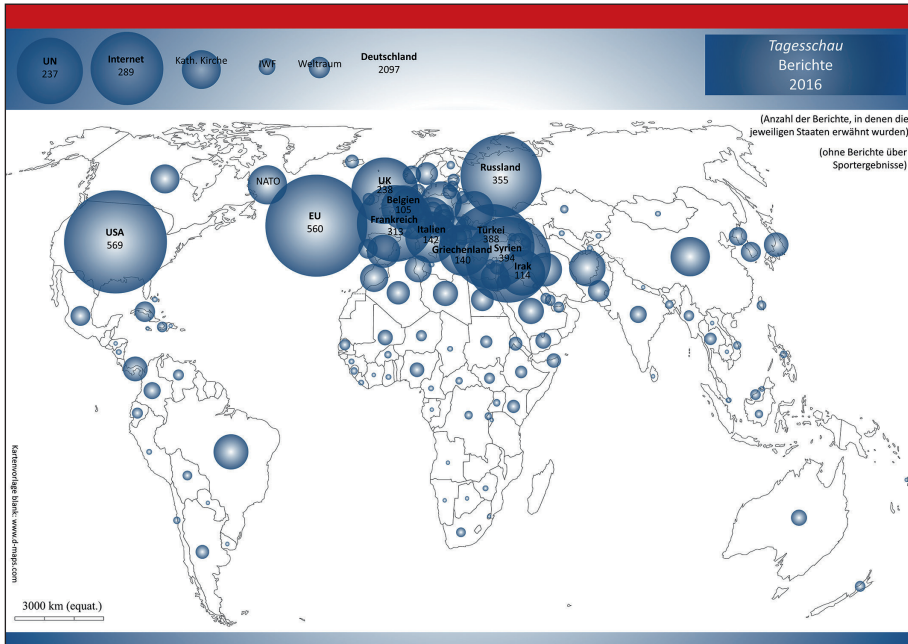 UN
237
Internet
289
Kath. Kirche
IWF
Weltraum
Deutschland
2097
Tagesschau
Berichte
2016
(Anzahl der Berichte, in denen die
jeweiligen Staaten erwähnt wurden)
(ohne Berichte über
Sportergebnisse)
Russland
355
NATO
UK
238
Belgien
105
USA
569
EU
560
Frankreich
313
Italien
142
Türkei
388
Griechenland
140
Syrien
394
Irak
114
Kartenvorlage blank: www.d-maps.com
3000 km (equat.)